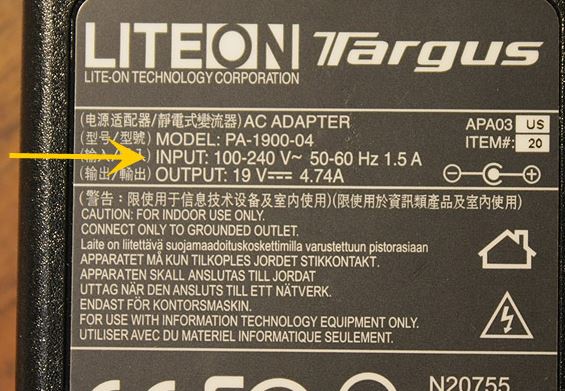 LITEON Targus
LITE-ON TECHNOLOGY CORPORATION
(电源适配器/靜電式變流器) AC ADAPTER
APA03 US
(型号/型號) MODEL: PA-1900-04
ITEM#: 20
INPUT: 100-240 V~ 50-60 Hz 1.5 A
(输出/輸出) OUTPUT: 19 V⎓ 4.74A
(警告：限使用于信息技术设备及室内使用)(限使用於資訊類產品及室內使用)
CAUTION: FOR INDOOR USE ONLY.
CONNECT ONLY TO GROUNDED OUTLET.
Laite on liitettävä suojamaadoituskoskettimilla varustettuun pistorasiaan
APPARATET MÅ KUN TILKOPLES JORDET STIKKONTAKT.
APPARATEN SKALL ANSLUTAS TILL JORDAT
UTTAG NÄR DEN ANSLUTS TILL ETT NÄTVERK.
ENDAST FÖR KONTORSMASKIN.
FOR USE WITH INFORMATION TECHNOLOGY EQUIPMENT ONLY.
UTILISER AVEC DU MATERIEL INFORMATIQUE SEULEMENT.
N20755